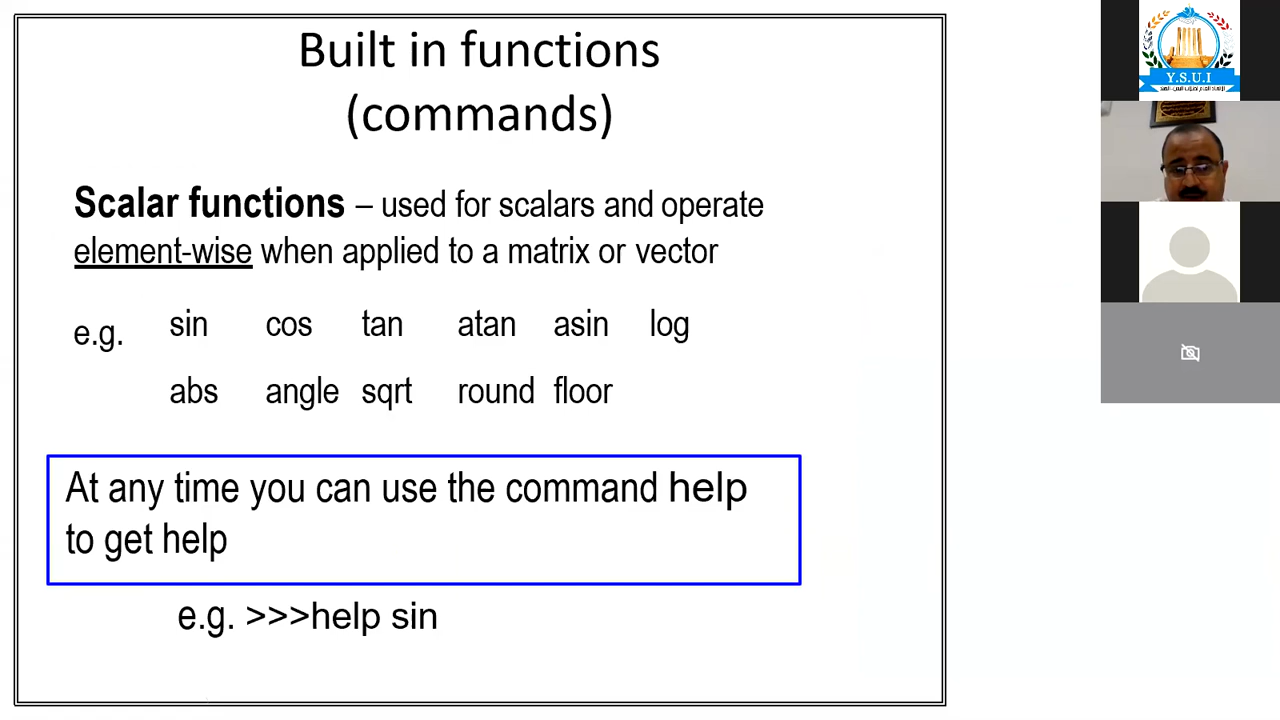 Built in functions
(commands)
Scalar functions – used for scalars and operate
element-wise when applied to a matrix or vector
e.g. sin cos tan atan asin log
abs angle sqrt round floor
At any time you can use the command help
to get help
e.g. >>>help sin
Y.S.U.I